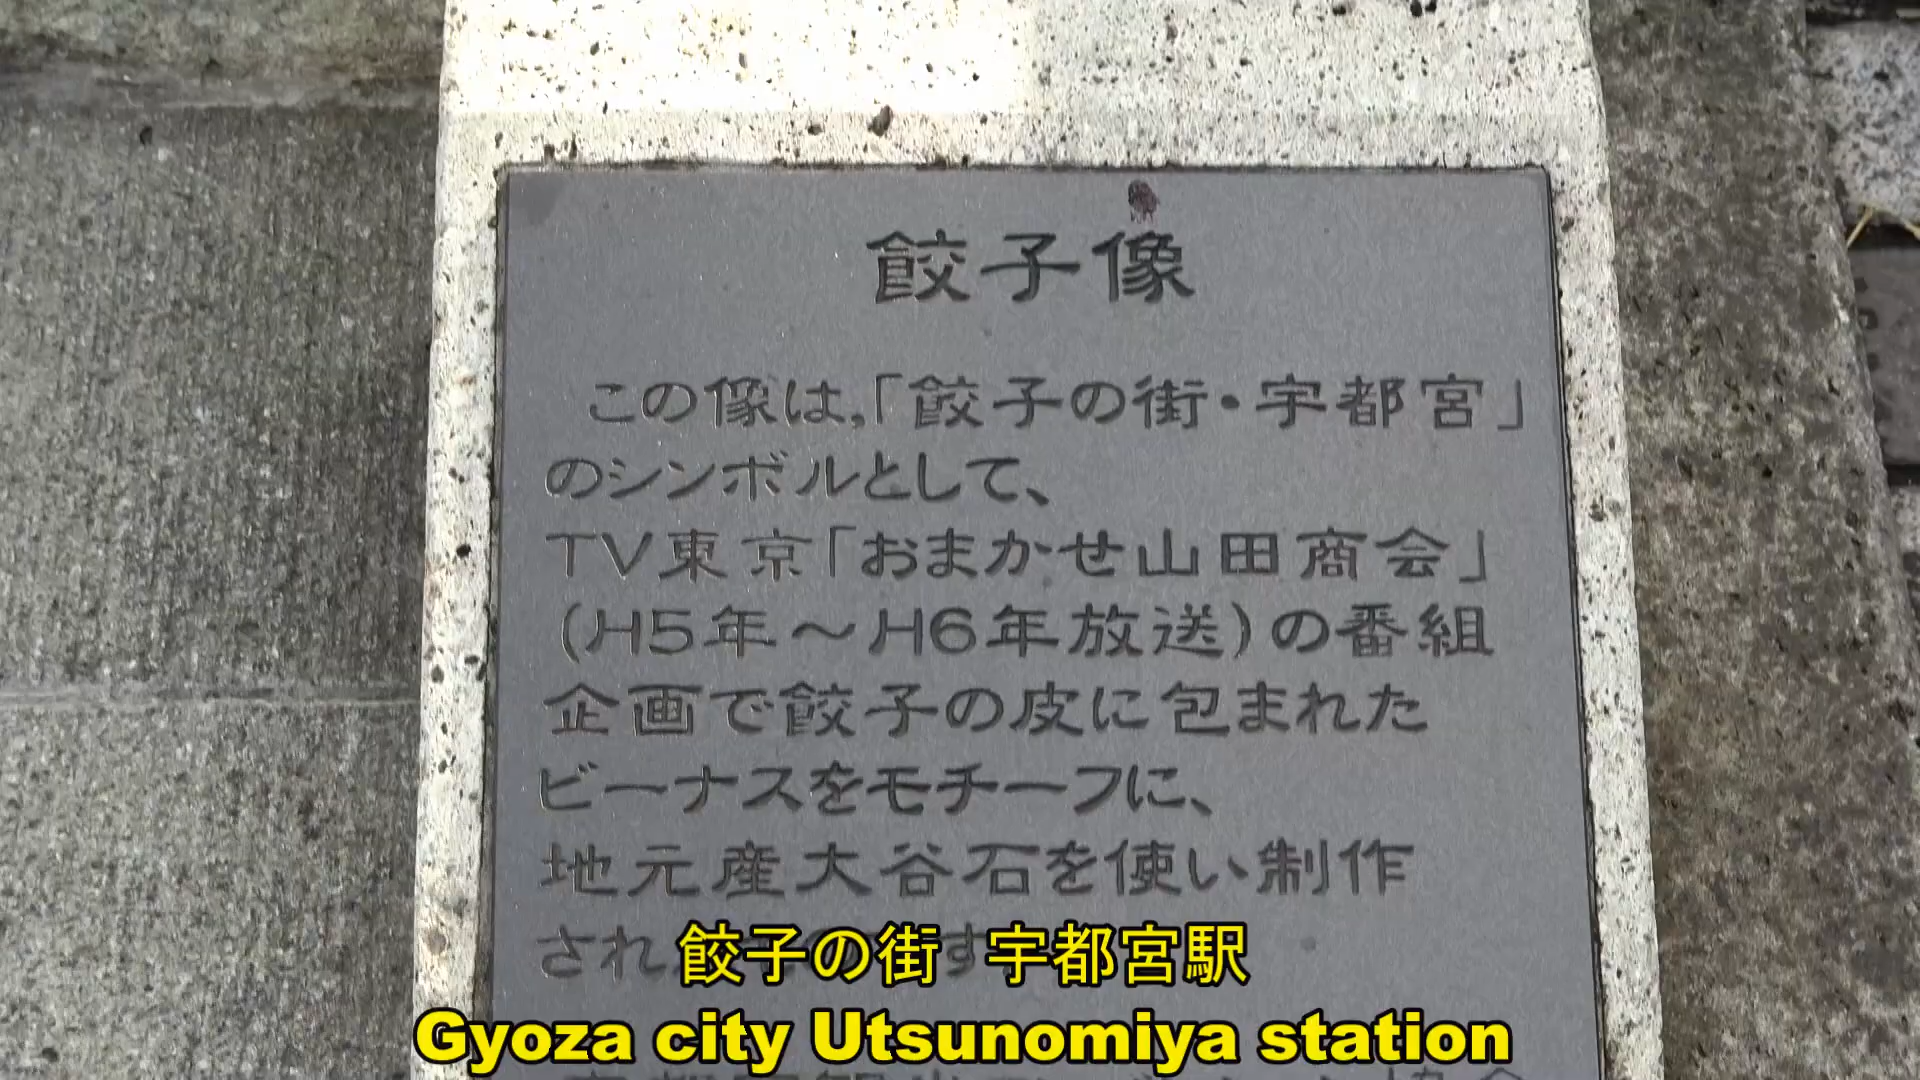 餃子像
この像は,「餃子の街・宇都宮」
のシンボルとして、
TV東京「おまかせ山田商会」
(H5年～H6年放送)の番組
企画で餃子の皮に包まれた
ビーナスをモチーフに、
地元産大谷石を使い制作
され
す
餃子の街 宇都宮駅
Gyoza city Utsunomiya station